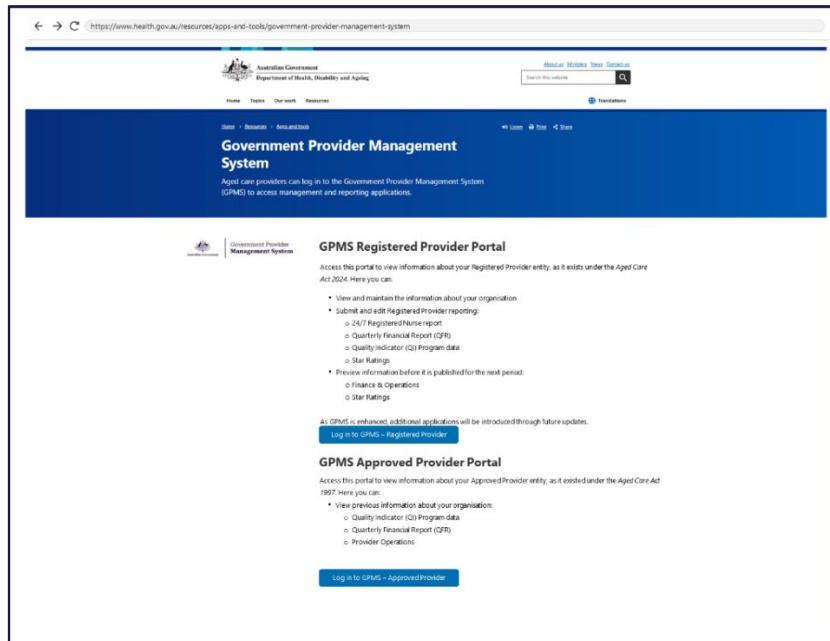 https://www.health.gov.au/resources/apps-and-tools/government-provider-management-system
Australian Government
Department of Health, Disability and Ageing
About us Ministers News Contact us
Search this website
Home Topics Our work Resources
Translations
Home > Resources > Apps and tools
Listen Print Share
Government Provider Management
System
Aged care providers can log in to the Government Provider Management System
(GPMS) to access management and reporting applications.
Australian Government
Government Provider
Management System
GPMS Registered Provider Portal
Access this portal to view information about your Registered Provider entity, as it exists under the Aged Care
Act 2024. Here you can:
• View and maintain the information about your organisation
• Submit and edit Registered Provider reporting:
o 24/7 Registered Nurse report
o Quarterly Financial Report (QFR)
o Quality Indicator (QI) Program data
o Star Ratings
• Preview information before it is published for the next period:
o Finance & Operations
o Star Ratings
As GPMS is enhanced, additional applications will be introduced through future updates.
Log in to GPMS – Registered Provider
GPMS Approved Provider Portal
Access this portal to view information about your Approved Provider entity, as it existed under the Aged Care Act
1997. Here you can:
• View previous information about your organisation:
o Quality Indicator (QI) Program data
o Quarterly Financial Report (QFR)
o Provider Operations
Log in to GPMS – Approved Provider